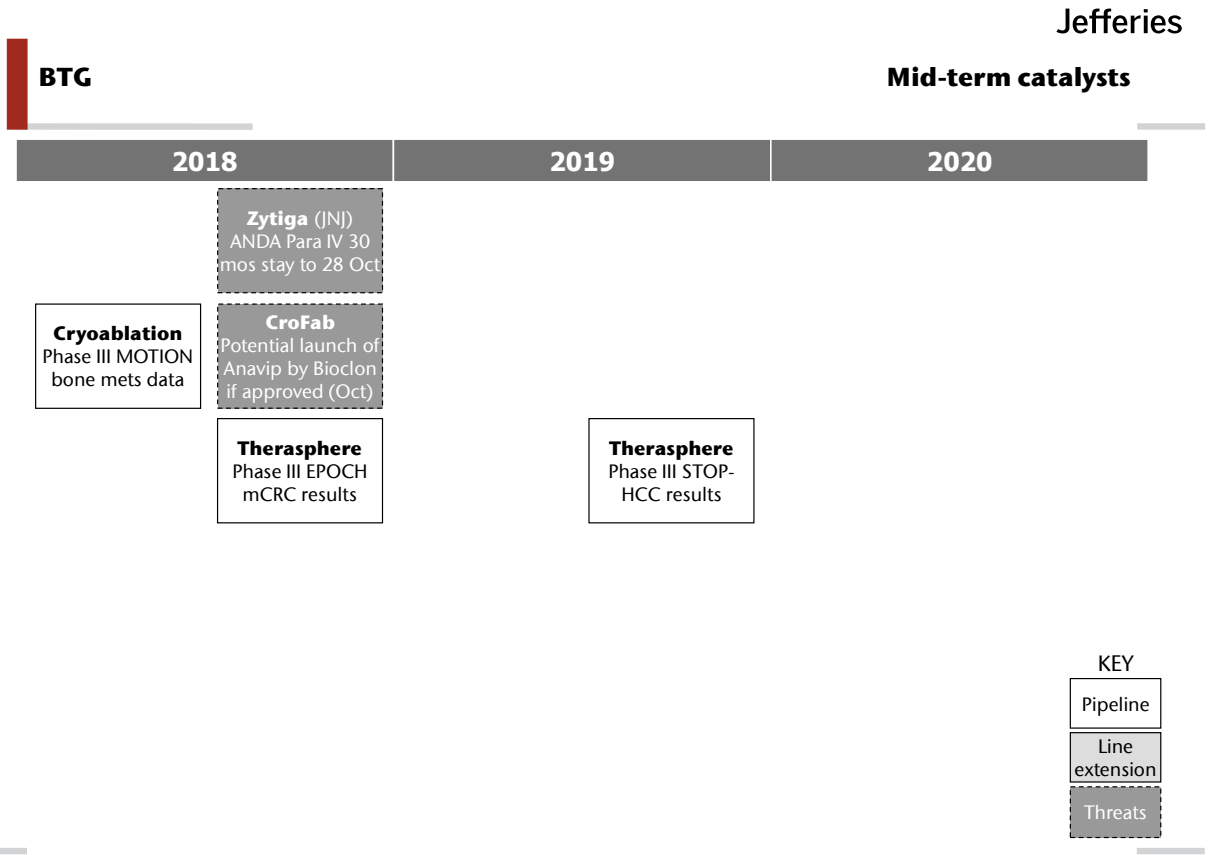 Jefferies
BTG
Mid-term catalysts
2018
2019
2020
Zytiga (JNJ)
ANDA Para IV 30
mos stay to 28 Oct
Cryoablation
Phase III MOTION
bone mets data
CroFab
Potential launch of
Anavip by Bioclon
if approved (Oct)
Therasphere
Phase III EPOCH
mCRC results
Therasphere
Phase III STOP-
HCC results
KEY
Pipeline
Line
extension
Threats